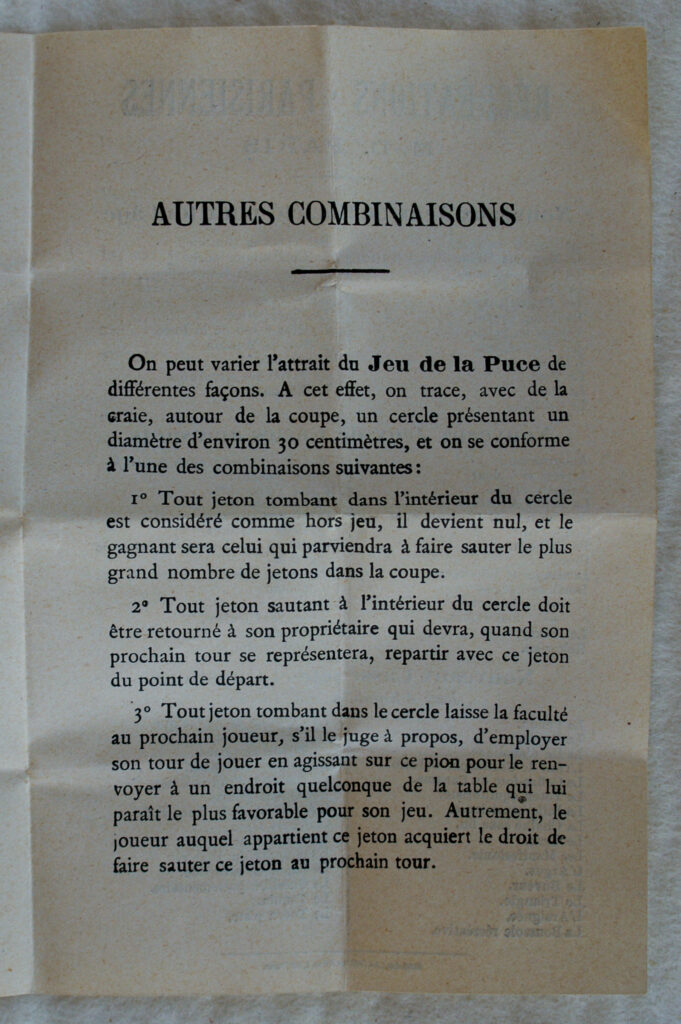 AUTRES COMBINAISONS
On peut varier l'attrait du Jeu de la Puce de
différentes façons. A cet effet, on trace, avec de la
craie, autour de la coupe, un cercle présentant un
diamètre d'environ 30 centimètres, et on se conforme
à l'une des combinaisons suivantes :
1º Tout jeton tombant dans l'intérieur du cercle
est considéré comme hors jeu, il devient nul, et le
gagnant sera celui qui parviendra à faire sauter le plus
grand nombre de jetons dans la coupe.
2º Tout jeton sautant à l'intérieur du cercle doit
être retourné à son propriétaire qui devra, quand son
prochain tour se représentera, repartir avec ce jeton
du point de départ.
3º Tout jeton tombant dans le cercle laisse la faculté
au prochain joueur, s'il le juge à propos, d'employer
son tour de jouer en agissant sur ce pion pour le ren-
voyer à un endroit quelconque de la table qui lui
paraît le plus favorable pour son jeu. Autrement, le
joueur auquel appartient ce jeton acquiert le droit de
faire sauter ce jeton au prochain tour.